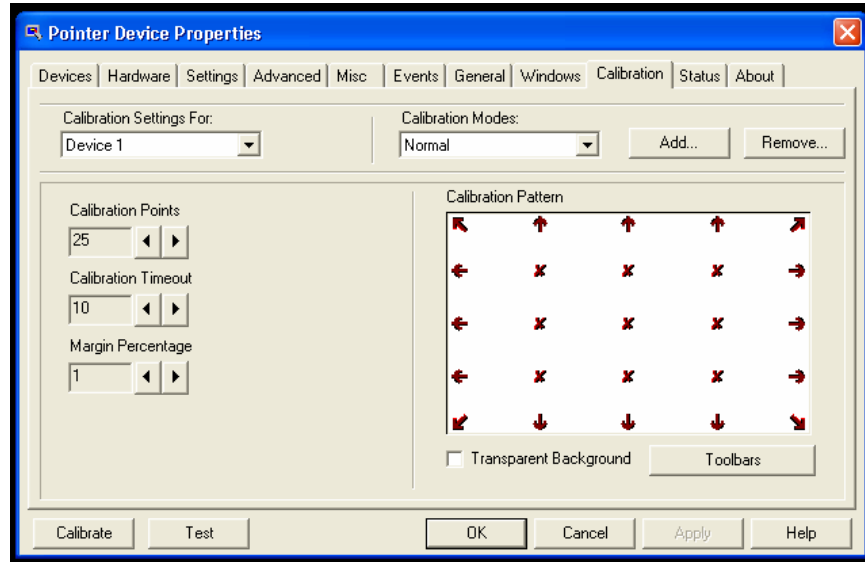 Pointer Device Properties
Devices Hardware Settings Advanced Misc Events General Windows Calibration Status About
Calibration Settings For: Calibration Modes:
Device 1 Normal Add... Remove...
Calibration Points
25
Calibration Timeout
10
Margin Percentage
1
Calibration Pattern
Transparent Background Toolbars
Calibrate Test OK Cancel Apply Help